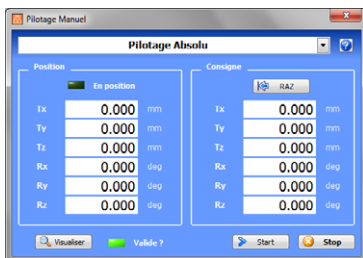 Pilotage Manuel
Pilotage Absolu
Position
En position
Tx 0.000 mm
Ty 0.000 mm
Tz 0.000 mm
Rx 0.000 deg
Ry 0.000 deg
Rz 0.000 deg
Consigne
RAZ
Tx 0.000 mm
Ty 0.000 mm
Tz 0.000 mm
Rx 0.000 deg
Ry 0.000 deg
Rz 0.000 deg
Visualiser
Valide ?
Start
Stop